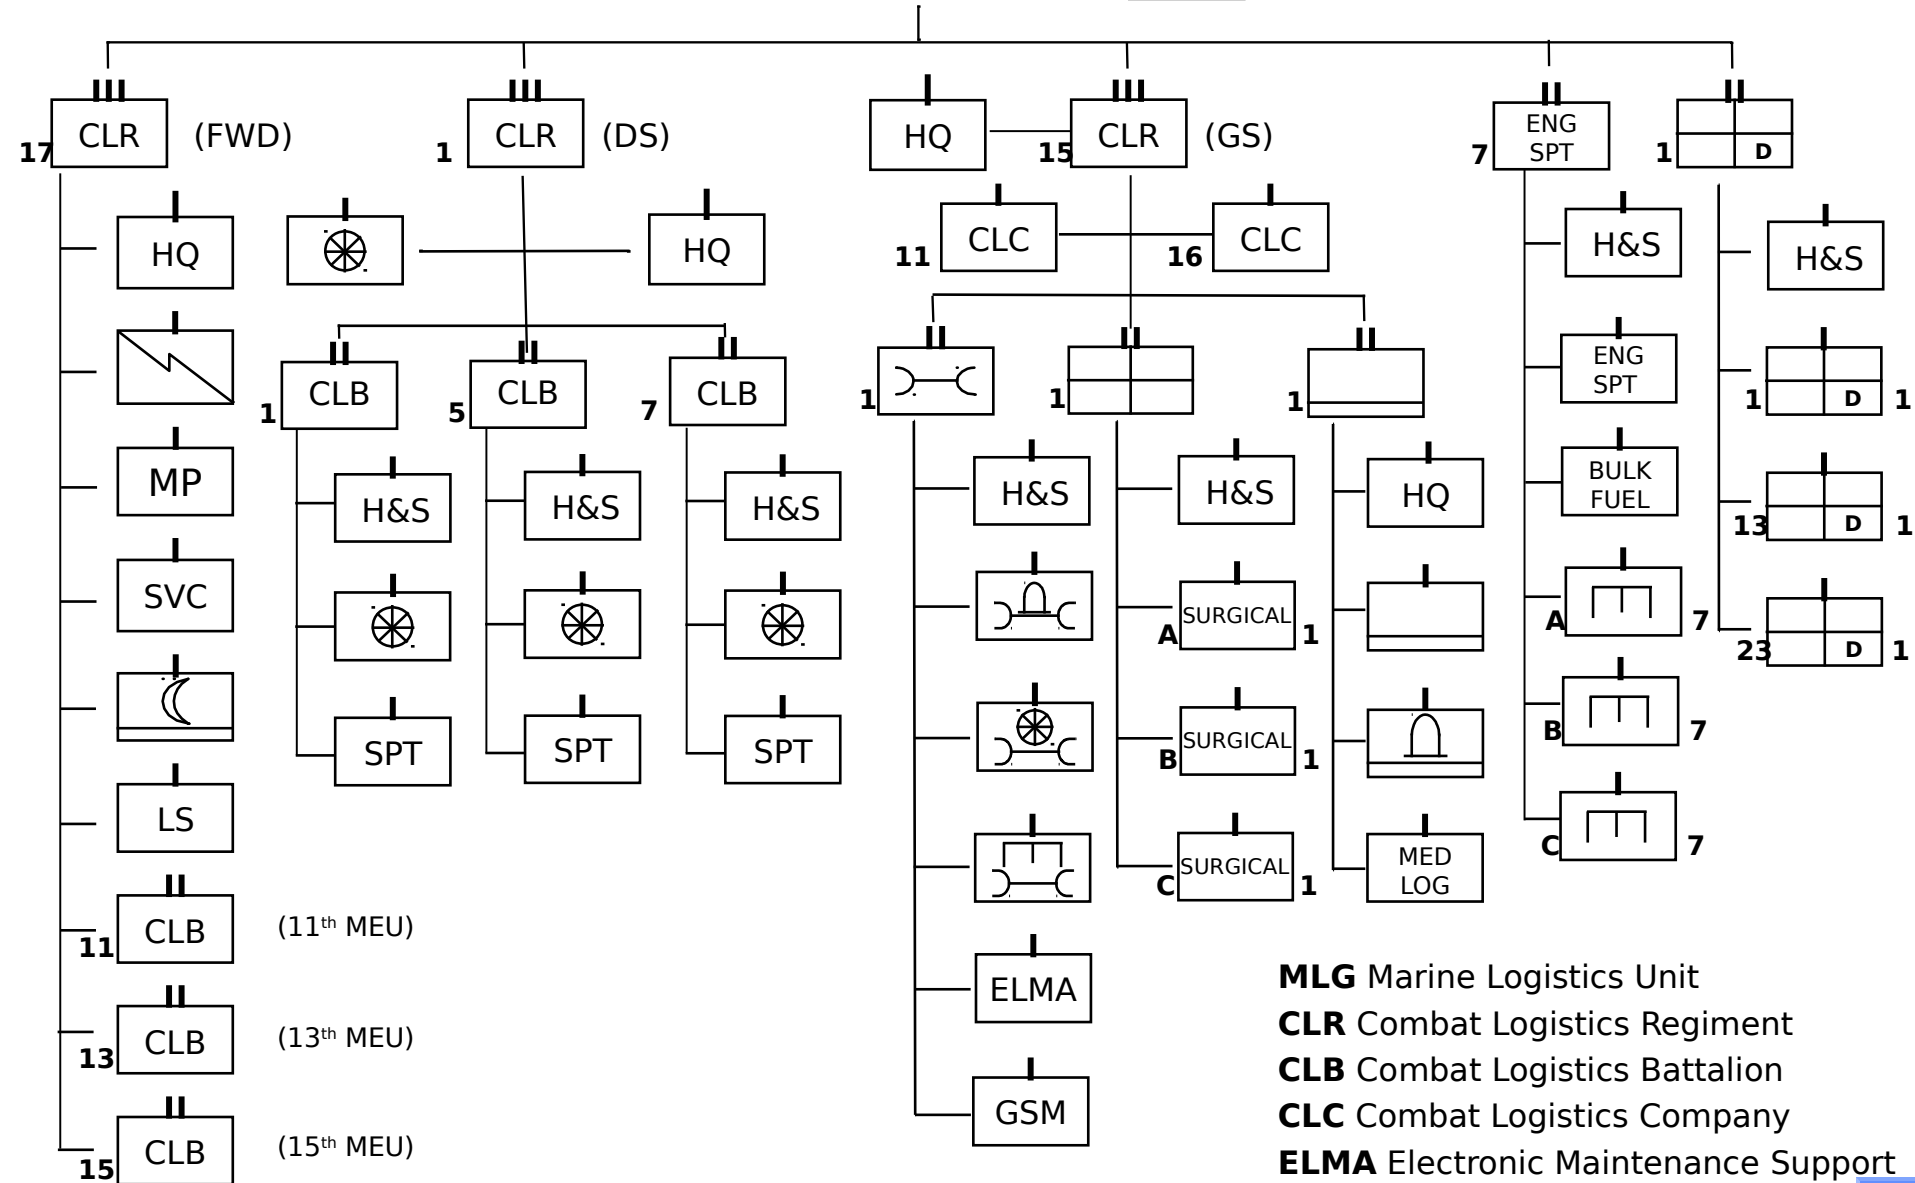 17 CLR (FWD)
1 CLR (DS)
HQ
15 CLR (GS)
7 ENG
SPT
1 D
HQ
MP
SVC
LS
11 CLB (11th MEU)
13 CLB (13th MEU)
15 CLB (15th MEU)
HQ
1 CLB
H&S
SPT
5 CLB
H&S
SPT
7 CLB
H&S
SPT
11 CLC
16 CLC
1
H&S
ELMA
GSM
1
H&S
A SURGICAL 1
B SURGICAL 1
C SURGICAL 1
1
HQ
MED
LOG
H&S
ENG
SPT
BULK
FUEL
A 7
B 7
C 7
H&S
1 D 1
13 D 1
23 D 1
MLG Marine Logistics Unit
CLR Combat Logistics Regiment
CLB Combat Logistics Battalion
CLC Combat Logistics Company
ELMA Electronic Maintenance Support